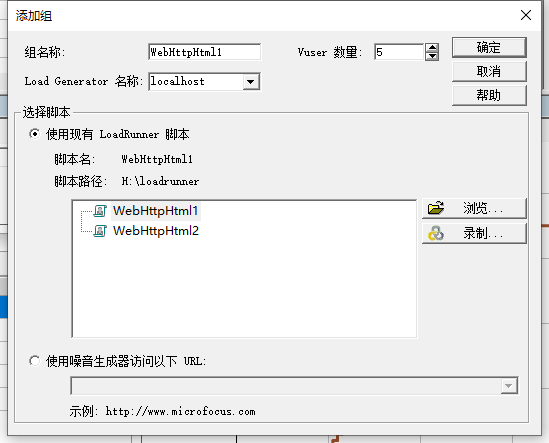 添加组
组名称: WebHttpHtml1 Vuser 数量: 5 确定
Load Generator 名称: localhost 取消
帮助
选择脚本
使用现有 LoadRunner 脚本
脚本名: WebHttpHtml1
脚本路径: H:\loadrunner
WebHttpHtml1 浏览...
WebHttpHtml2 录制...
使用噪音生成器访问以下 URL:
示例: http://www.microfocus.com